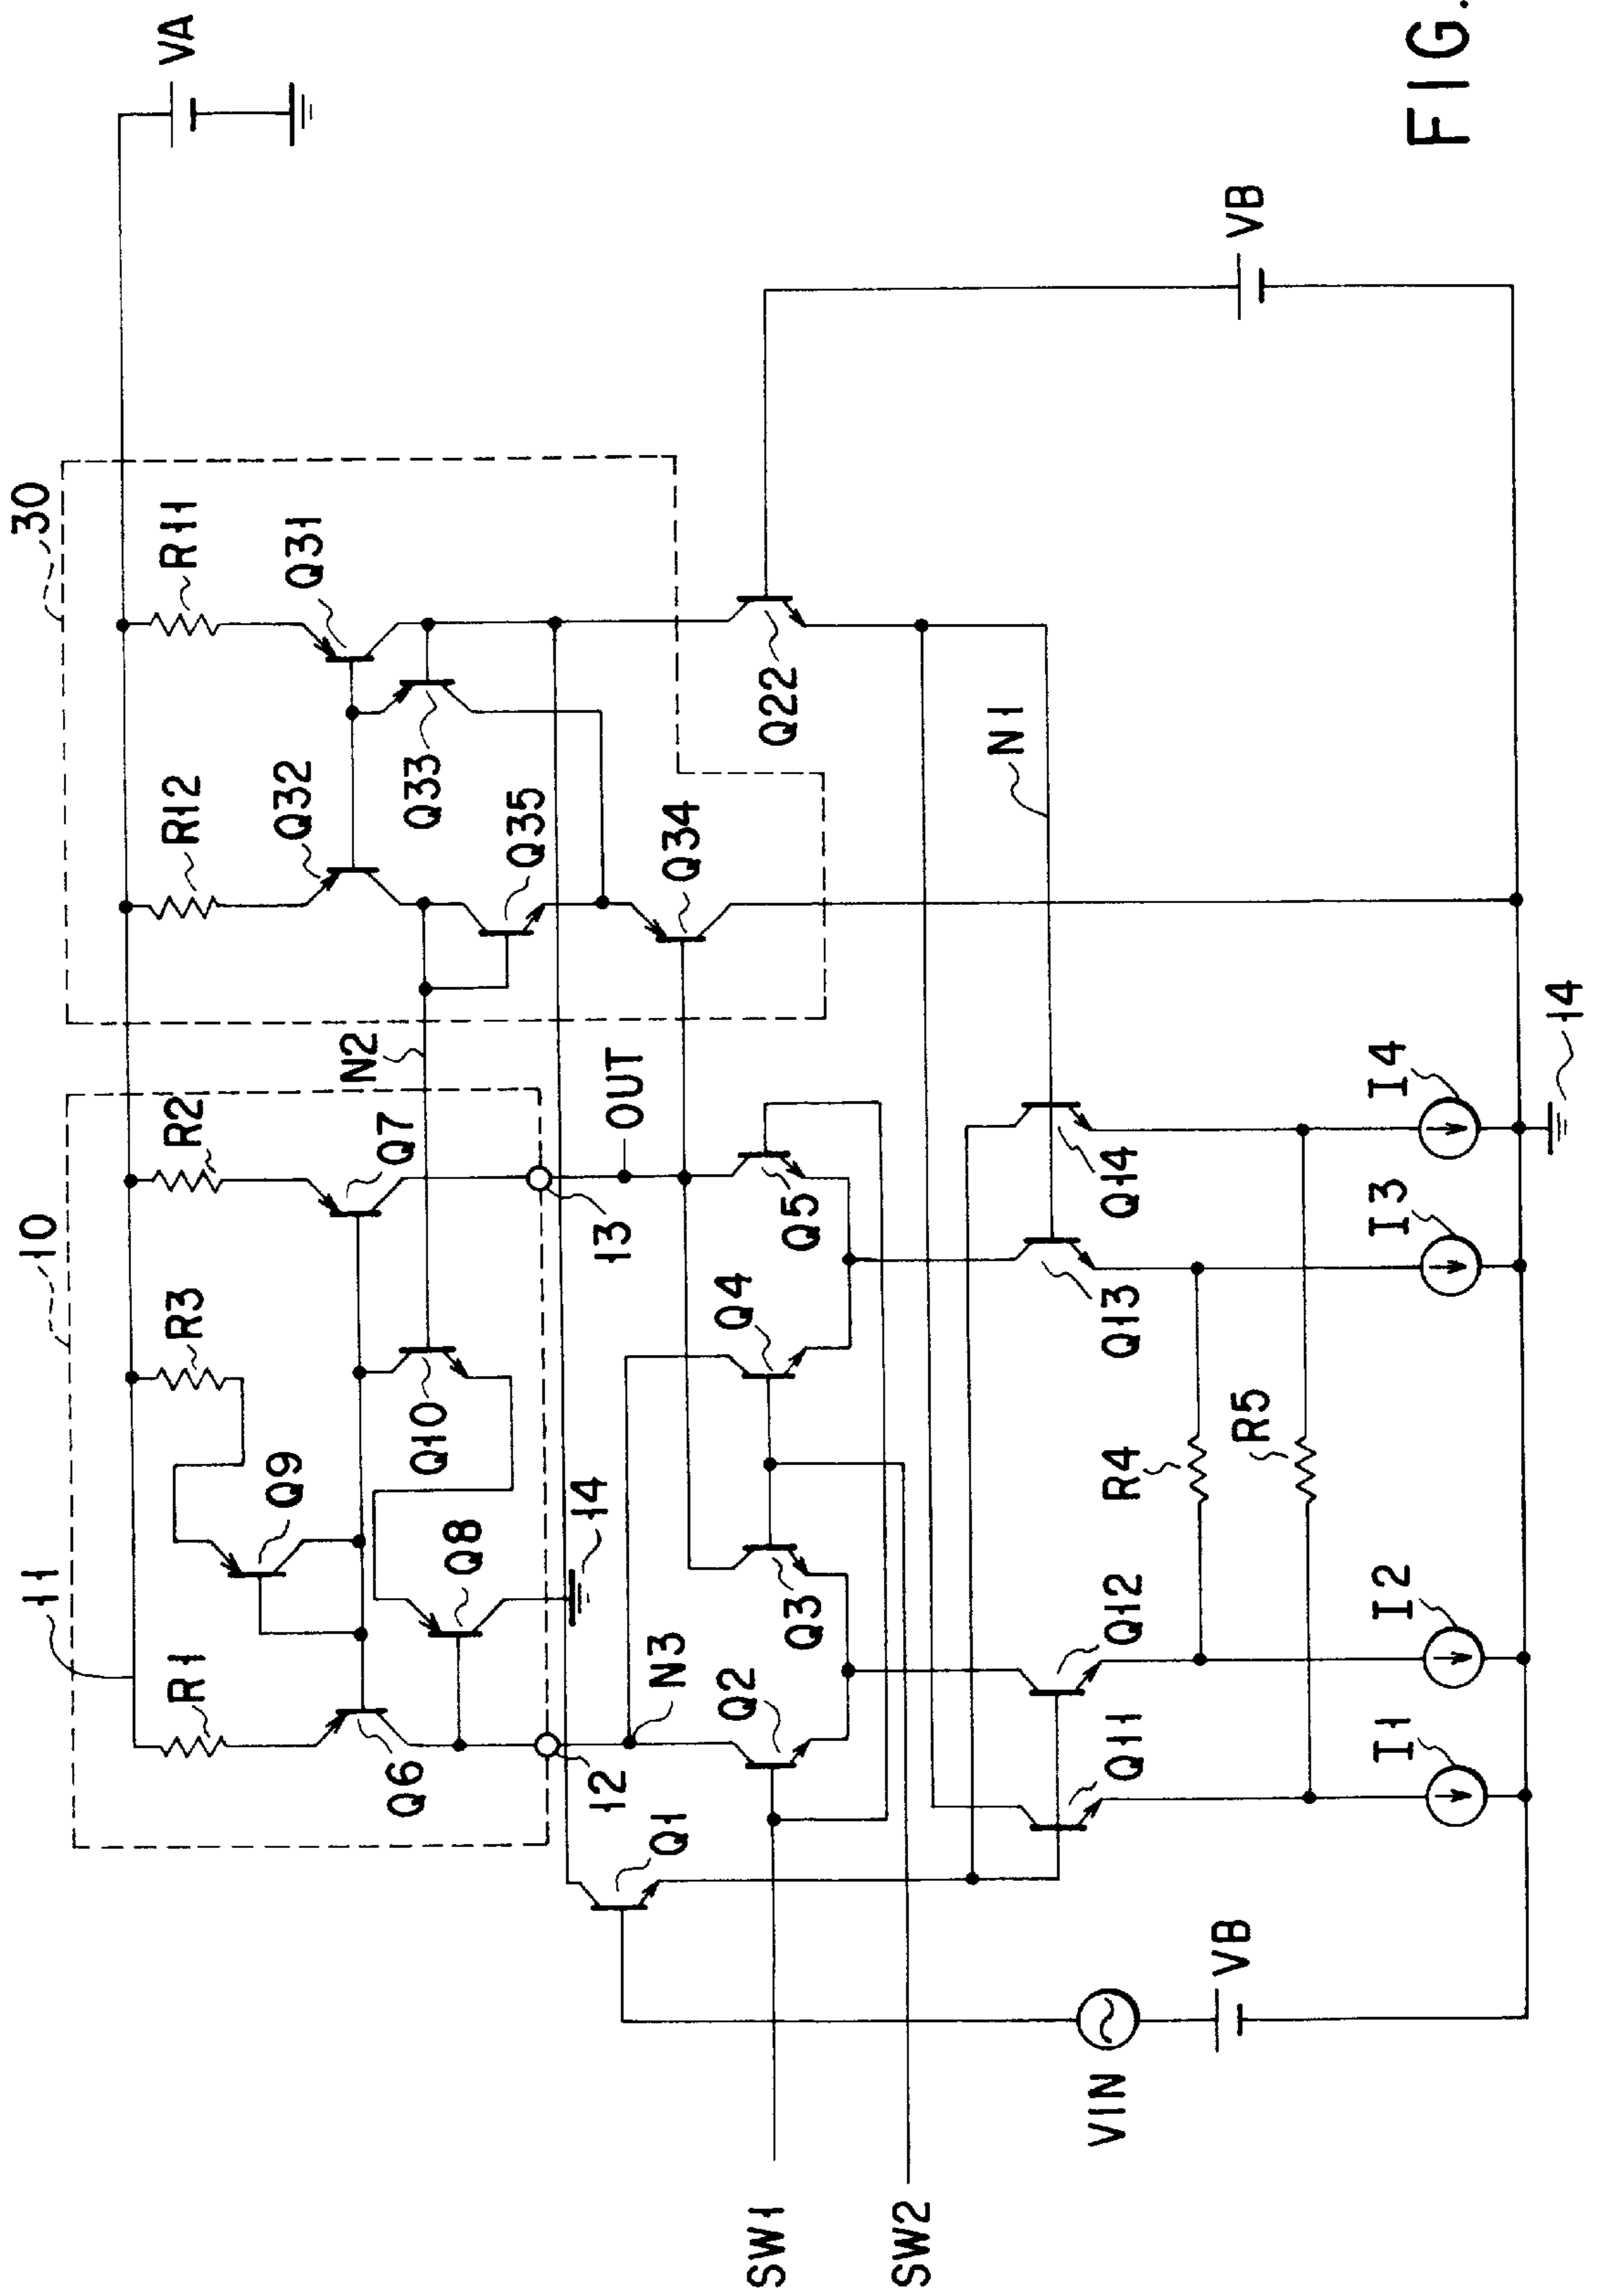 30
VA
R11
Q31
R12
Q32
Q33
Q35
Q34
Q22
N1
VB
FIG.
10
11
N2
R2
Q7
R3
Q9
Q10
R1
Q6
Q8
14
OUT
13
12
N3
Q1
Q2
Q3
Q4
Q5
Q14
Q13
Q12
Q11
R4
R5
I4
I3
I2
I1
14
VIN
VB
SW1
SW2